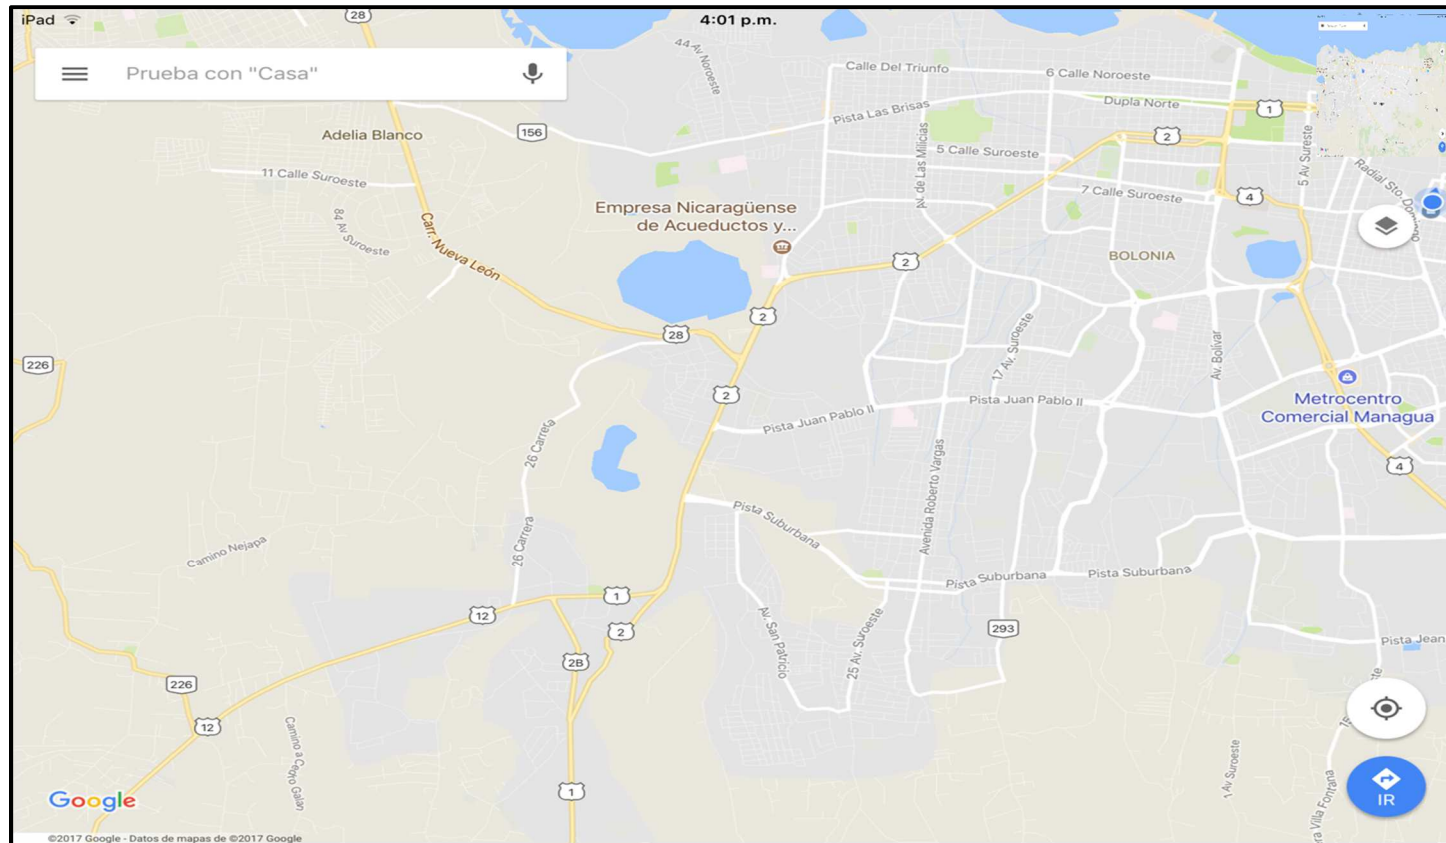 iPad
4:01 p.m.
28
Prueba con "Casa"
44 Av Noroeste
Calle Del Triunfo
6 Calle Noroeste
Dupla Norte
1
Pista Las Brisas
2
Adelia Blanco
156
Av. de Las Milicias
5 Calle Suroeste
5 Av Sureste
Radial Sto. Domingo
11 Calle Suroeste
7 Calle Suroeste
4
84 Av Suroeste
Carr. Nueva León
Empresa Nicaragüense
de Acueductos y...
2
BOLONIA
2
28
17 Av. Suroeste
Av. Bolívar
226
2
Pista Juan Pablo II
Pista Juan Pablo II
Metrocentro
Comercial Managua
26 Carrera
Avenida Roberto Vargas
4
Pista Suburbana
26 Carrera
Camino Nejapa
Pista Suburbana
Pista Suburbana
1
12
2
Av. San Patricio
25 Av. Suroeste
293
Pista Jean
2B
226
12
Camino a Cerro Galan
1 Av Suroeste
ra Villa Fontana
1
IR
Google
©2017 Google - Datos de mapas de ©2017 Google